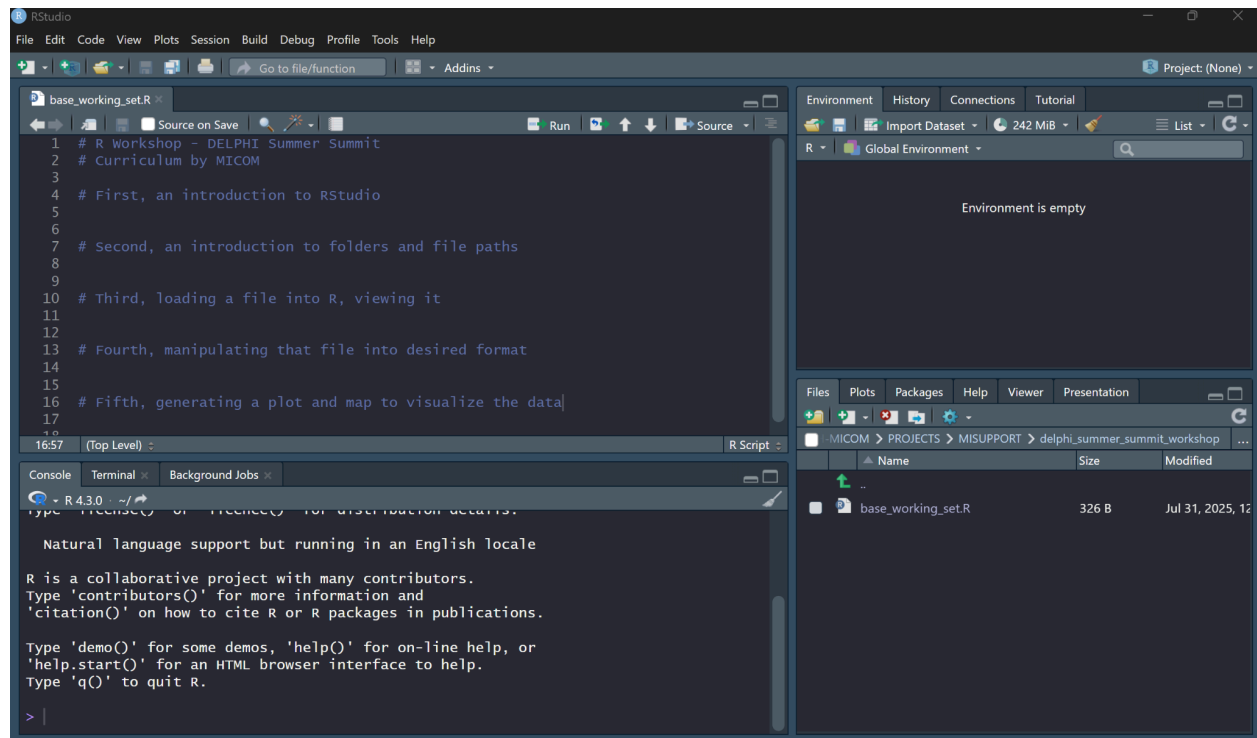 RStudio
File Edit Code View Plots Session Build Debug Profile Tools Help
Go to file/function
Addins
Project: (None)
base_working_set.R
Source on Save
Run
Source
1 # R Workshop - DELPHI Summer Summit
2 # Curriculum by MICOM
3
4 # First, an introduction to RStudio
5
6
7 # Second, an introduction to folders and file paths
8
9
10 # Third, loading a file into R, viewing it
11
12
13 # Fourth, manipulating that file into desired format
14
15
16 # Fifth, generating a plot and map to visualize the data
17
18
16:57 (Top Level) R Script
Console Terminal Background Jobs
R 4.3.0 · ~/
Type 'license()' or 'licence()' for distribution details.
Natural language support but running in an English locale
R is a collaborative project with many contributors.
Type 'contributors()' for more information and
'citation()' on how to cite R or R packages in publications.
Type 'demo()' for some demos, 'help()' for on-line help, or
'help.start()' for an HTML browser interface to help.
Type 'q()' to quit R.
>
Environment History Connections Tutorial
Import Dataset 242 MiB List
R Global Environment
Environment is empty
Files Plots Packages Help Viewer Presentation
MICOM > PROJECTS > MISUPPORT > delphi_summer_summit_workshop ...
Name Size Modified
..
base_working_set.R 326 B Jul 31, 2025, 12